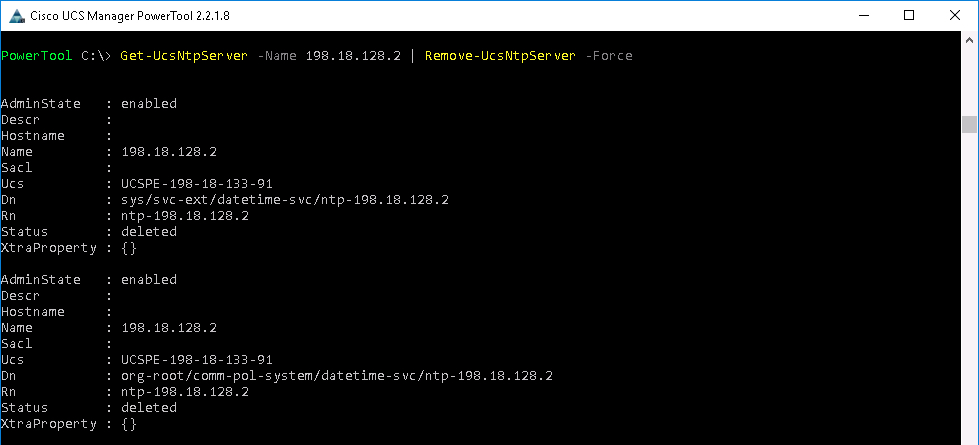 Cisco UCS Manager PowerTool 2.2.1.8
PowerTool C:\> Get-UcsNtpServer -Name 198.18.128.2 | Remove-UcsNtpServer -Force
AdminState : enabled
Descr :
Hostname :
Name : 198.18.128.2
Sacl :
Ucs : UCSPE-198-18-133-91
Dn : sys/svc-ext/datetime-svc/ntp-198.18.128.2
Rn : ntp-198.18.128.2
Status : deleted
XtraProperty : {}
AdminState : enabled
Descr :
Hostname :
Name : 198.18.128.2
Sacl :
Ucs : UCSPE-198-18-133-91
Dn : org-root/comm-pol-system/datetime-svc/ntp-198.18.128.2
Rn : ntp-198.18.128.2
Status : deleted
XtraProperty : {}